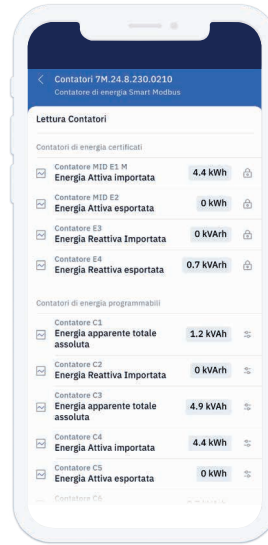 Contatori 7M.24.8.230.0210
Contatore di energia Smart Modbus
Lettura Contatori
Contatori di energia certificati
Contatore MID E1 M
Energia Attiva importata
4.4 kWh
Contatore MID E2
Energia Attiva esportata
0 kWh
Contatore E3
Energia Reattiva Importata
0 kVArh
Contatore E4
Energia Reattiva esportata
0.7 kVArh
Contatori di energia programmabili
Contatore C1
Energia apparente totale
assoluta
1.2 kVAh
Contatore C2
Energia Reattiva Importata
0 kVArh
Contatore C3
Energia apparente totale
assoluta
4.9 kVAh
Contatore C4
Energia Attiva importata
4.4 kWh
Contatore C5
Energia Attiva esportata
0 kWh
Contatore C6